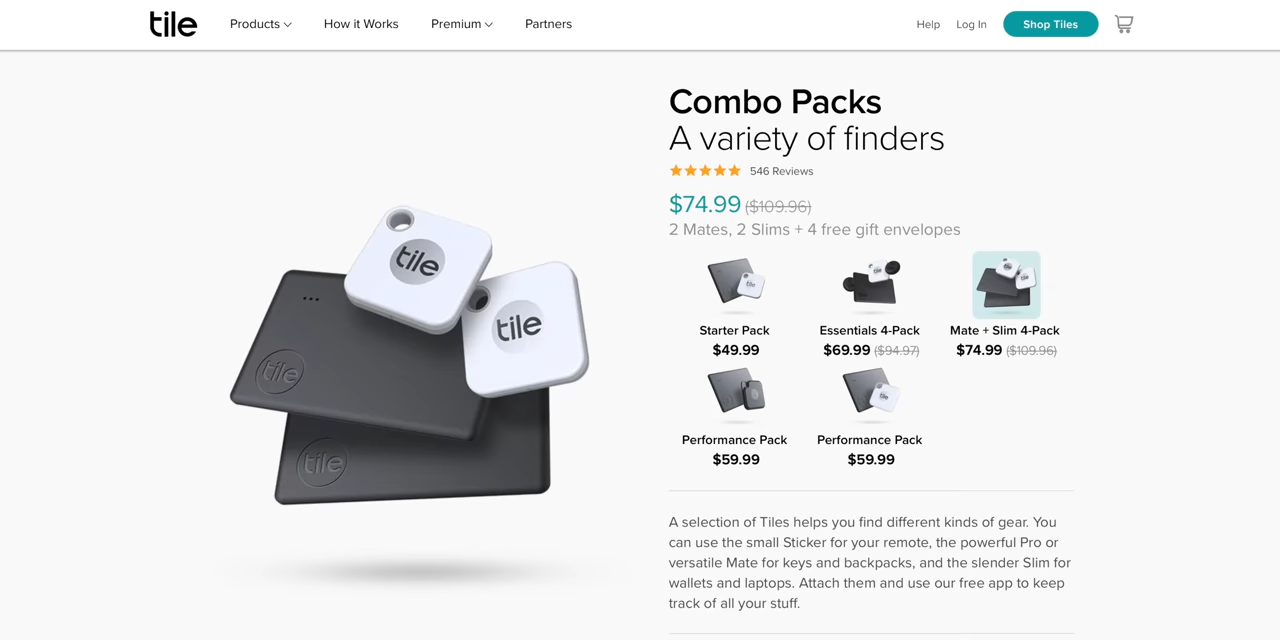 tile
Products
How it Works
Premium
Partners
Help
Log In
Shop Tiles
Combo Packs
A variety of finders
546 Reviews
$74.99 ($109.96)
2 Mates, 2 Slims + 4 free gift envelopes
tile
tile
tile
tile
Starter Pack
$49.99
Essentials 4-Pack
$69.99 ($94.97)
Mate + Slim 4-Pack
$74.99 ($109.96)
Performance Pack
$59.99
Performance Pack
$59.99
A selection of Tiles helps you find different kinds of gear. You
can use the small Sticker for your remote, the powerful Pro or
versatile Mate for keys and backpacks, and the slender Slim for
wallets and laptops. Attach them and use our free app to keep
track of all your stuff.